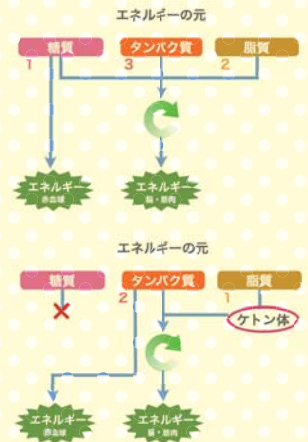 エネルギーの元
糖質
タンパク質
脂質
1
3
2
エネルギー
赤血球
エネルギー
脳・筋肉
エネルギーの元
糖質
タンパク質
脂質
2
1
ケトン体
エネルギー
赤血球
エネルギー
脳・筋肉